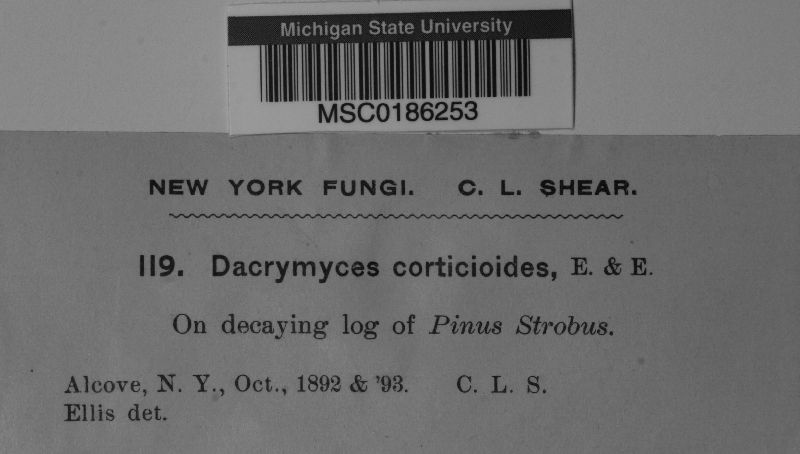 Michigan State University
MSC0186253
NEW YORK FUNGI. C. L. SHEAR.
119. Dacrymyces corticioides, E. & E.
On decaying log of Pinus Strobus.
Alcove, N. Y., Oct., 1892 & '93. C. L. S.
Ellis det.